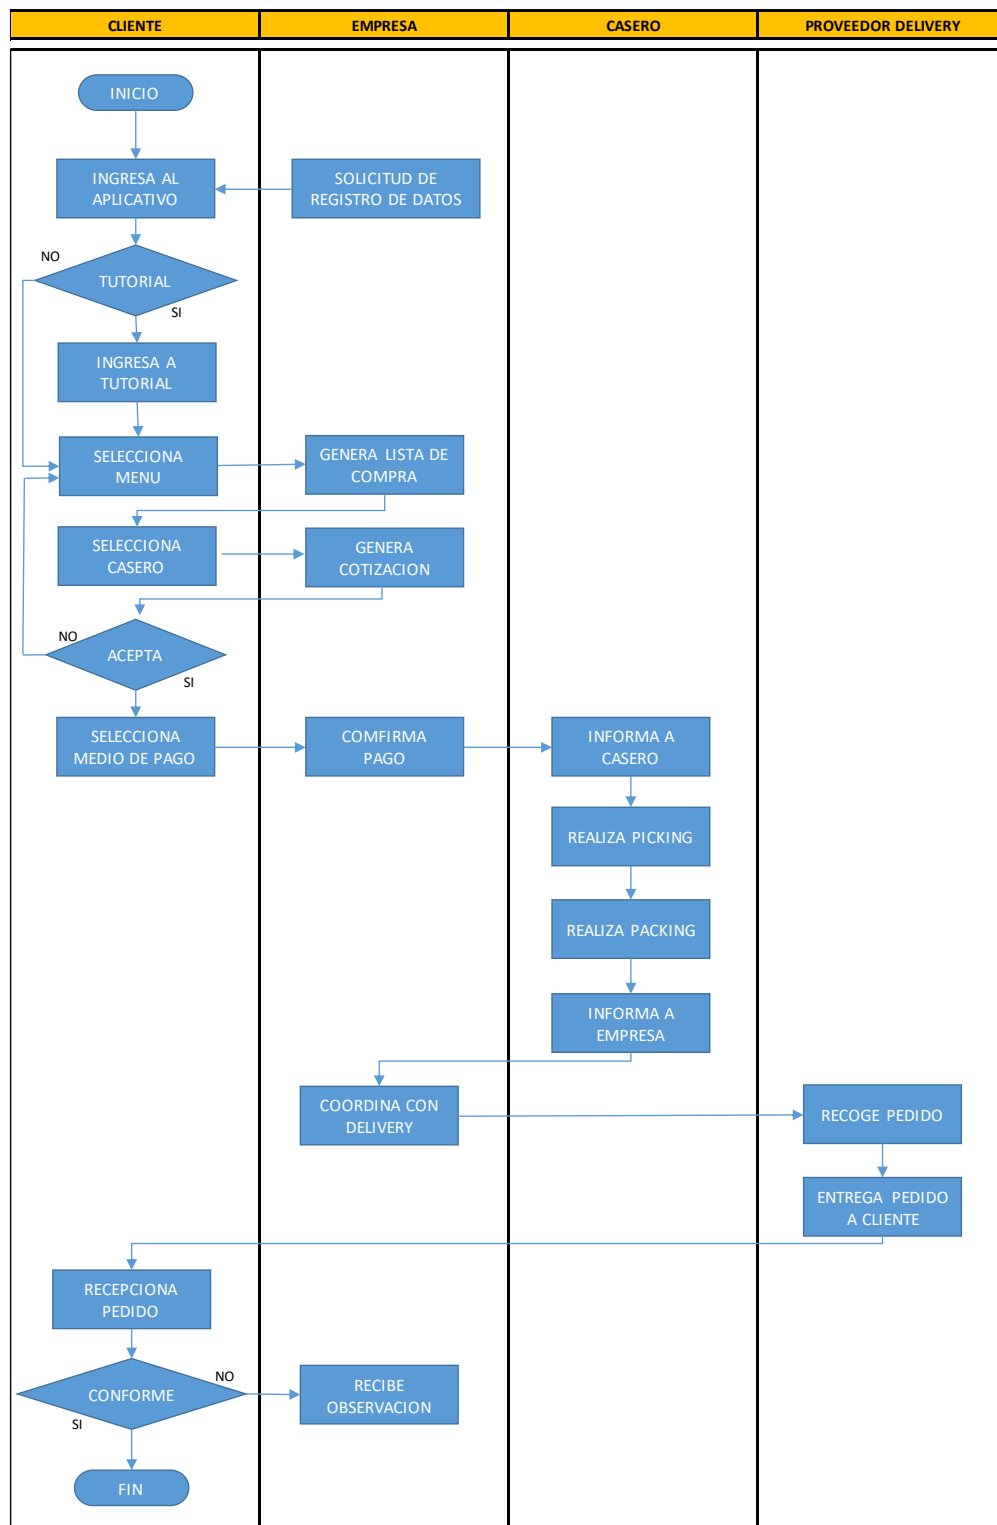 CLIENTE
EMPRESA
CASERO
PROVEEDOR DELIVERY
INICIO
INGRESA AL
APLICATIVO
SOLICITUD DE
REGISTRO DE DATOS
NO
TUTORIAL
SI
INGRESA A
TUTORIAL
SELECCIONA
MENU
GENERA LISTA DE
COMPRA
SELECCIONA
CASERO
GENERA
COTIZACION
NO
ACEPTA
SI
SELECCIONA
MEDIO DE PAGO
COMFIRMA
PAGO
INFORMA A
CASERO
REALIZA PICKING
REALIZA PACKING
INFORMA A
EMPRESA
COORDINA CON
DELIVERY
RECOGE PEDIDO
ENTREGA PEDIDO
A CLIENTE
RECEPCIONA
PEDIDO
NO
CONFORME
SI
RECIBE
OBSERVACION
FIN